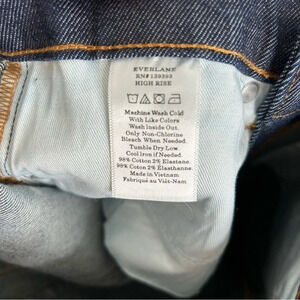 EVERLANE
RN# 139393
HIGH RISE
Machine Wash Cold
With Like Colors
Wash Inside Out.
Only Non-Chlorine
Bleach When Needed.
Tumble Dry Low.
Cool Iron if Needed.
98% Cotton 2% Elastane.
98% Coton 2% Élasthanne.
Made in Vietnam
Fabriqué au Viêt-Nam